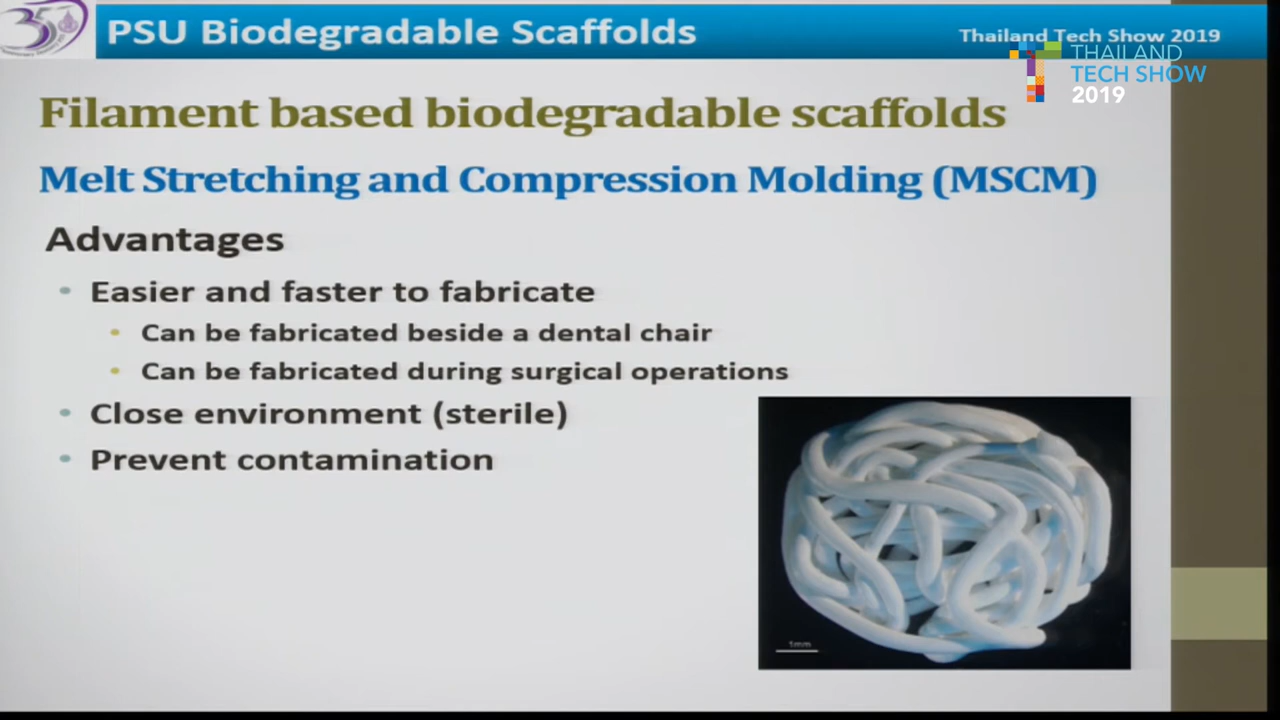 35
PSU Biodegradable Scaffolds
Thailand Tech Show 2019
THAILAND
TECH SHOW
2019
Filament based biodegradable scaffolds
Melt Stretching and Compression Molding (MSCM)
Advantages
• Easier and faster to fabricate
• Can be fabricated beside a dental chair
• Can be fabricated during surgical operations
• Close environment (sterile)
• Prevent contamination
1mm